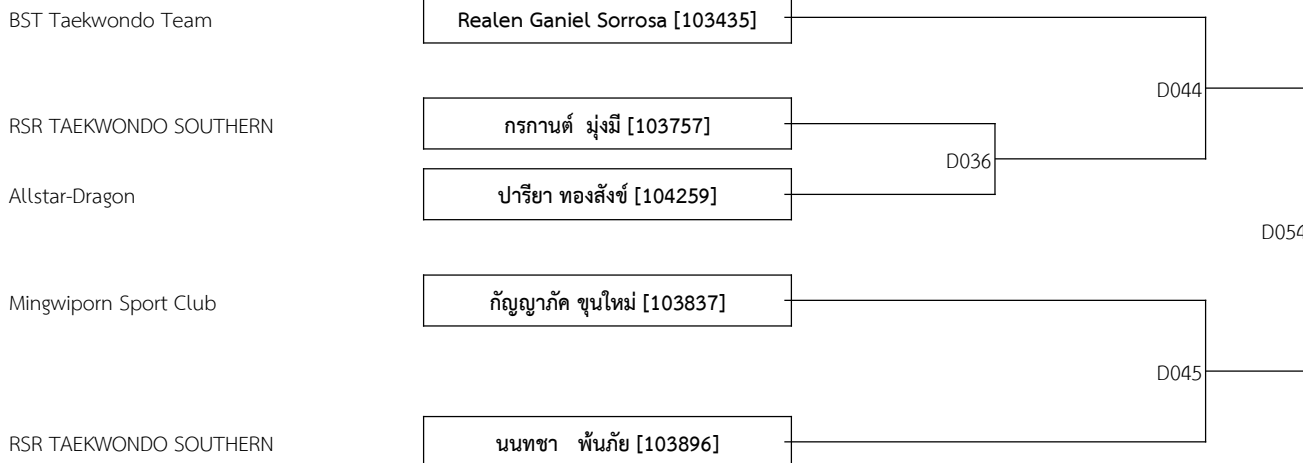 BST Taekwondo Team Realen Ganiel Sorrosa [103435]
D044
RSR TAEKWONDO SOUTHERN กรกานต์ มุ่งมี [103757]
D036
Allstar-Dragon ปารียา ทองสังข์ [104259]
D054
Mingwiporn Sport Club กัญญาภัค ขุนใหม่ [103837]
D045
RSR TAEKWONDO SOUTHERN นนทชา พ้นภัย [103896]